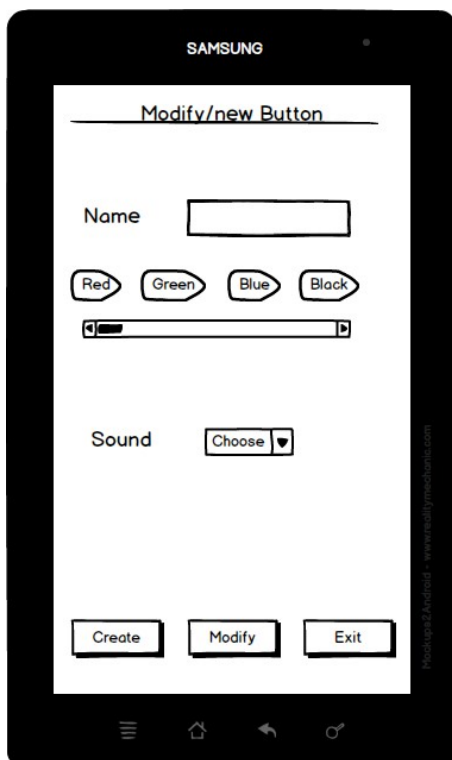 SAMSUNG
Modify/new Button
Name
Red Green Blue Black
Sound Choose
Create Modify Exit
Mockups2Android - www.realitymechanic.com